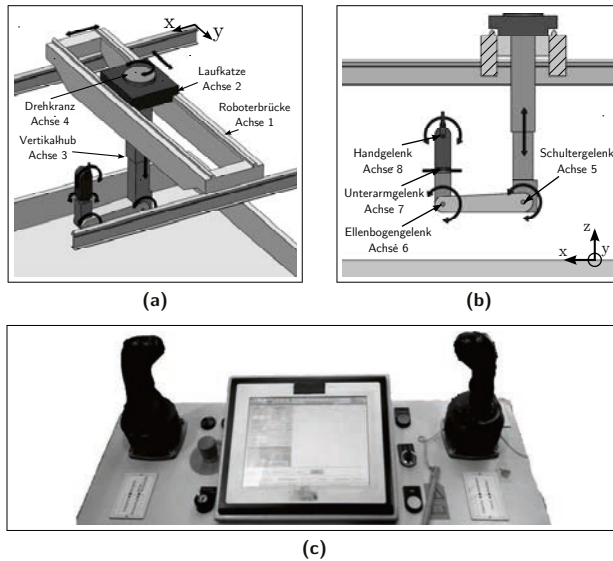 x
y
Laufkatze
Achse 2
Roboterbrücke
Achse 1
Drehkranz
Achse 4
Vertikalhub
Achse 3
(a)
Handgelenk
Achse 8
Schultergelenk
Achse 5
Unterarmgelenk
Achse 7
Ellenbogengelenk
Achse 6
z
x
y
(b)
(c)